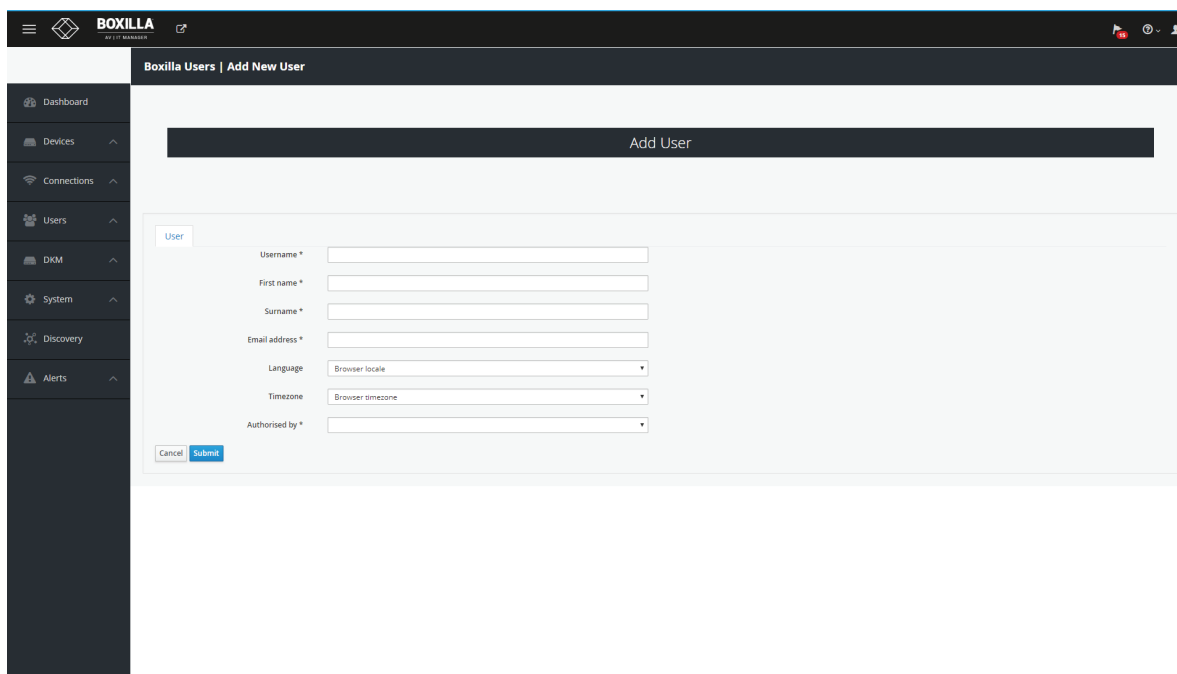 BOXILLA
AV | IT MANAGER
15
Boxilla Users | Add New User
Dashboard
Devices
Connections
Users
DKM
System
Discovery
Alerts
Add User
User
Username *
First name *
Surname *
Email address *
Language Browser locale
Timezone Browser timezone
Authorised by *
Cancel Submit